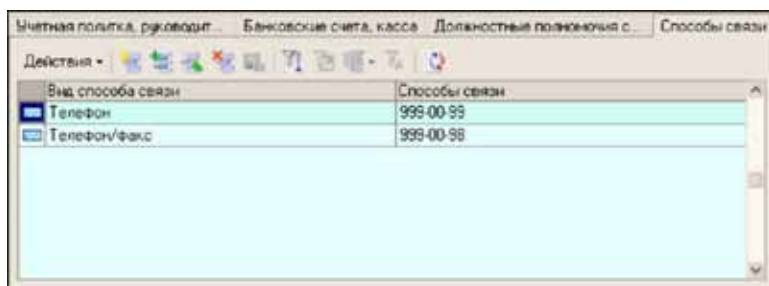 Учетная политка, руководит... Банковские счета, касса Должностные полномочия с... Способы связи
Действия
Вид способа связи Способы связи
Телефон 999-00-99
Телефон/факс 999-00-98